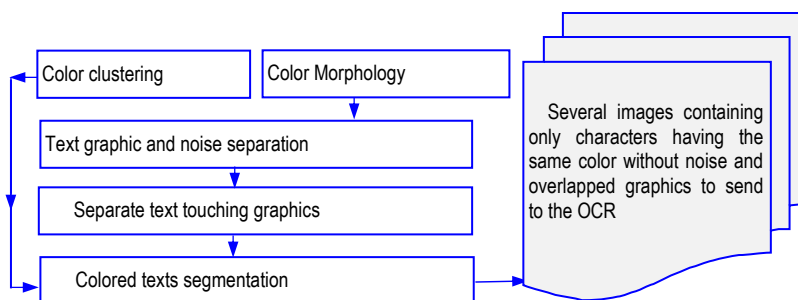 Color clustering
Color Morphology
Text graphic and noise separation
Separate text touching graphics
Colored texts segmentation
Several images containing
only characters having the
same color without noise and
overlapped graphics to send
to the OCR